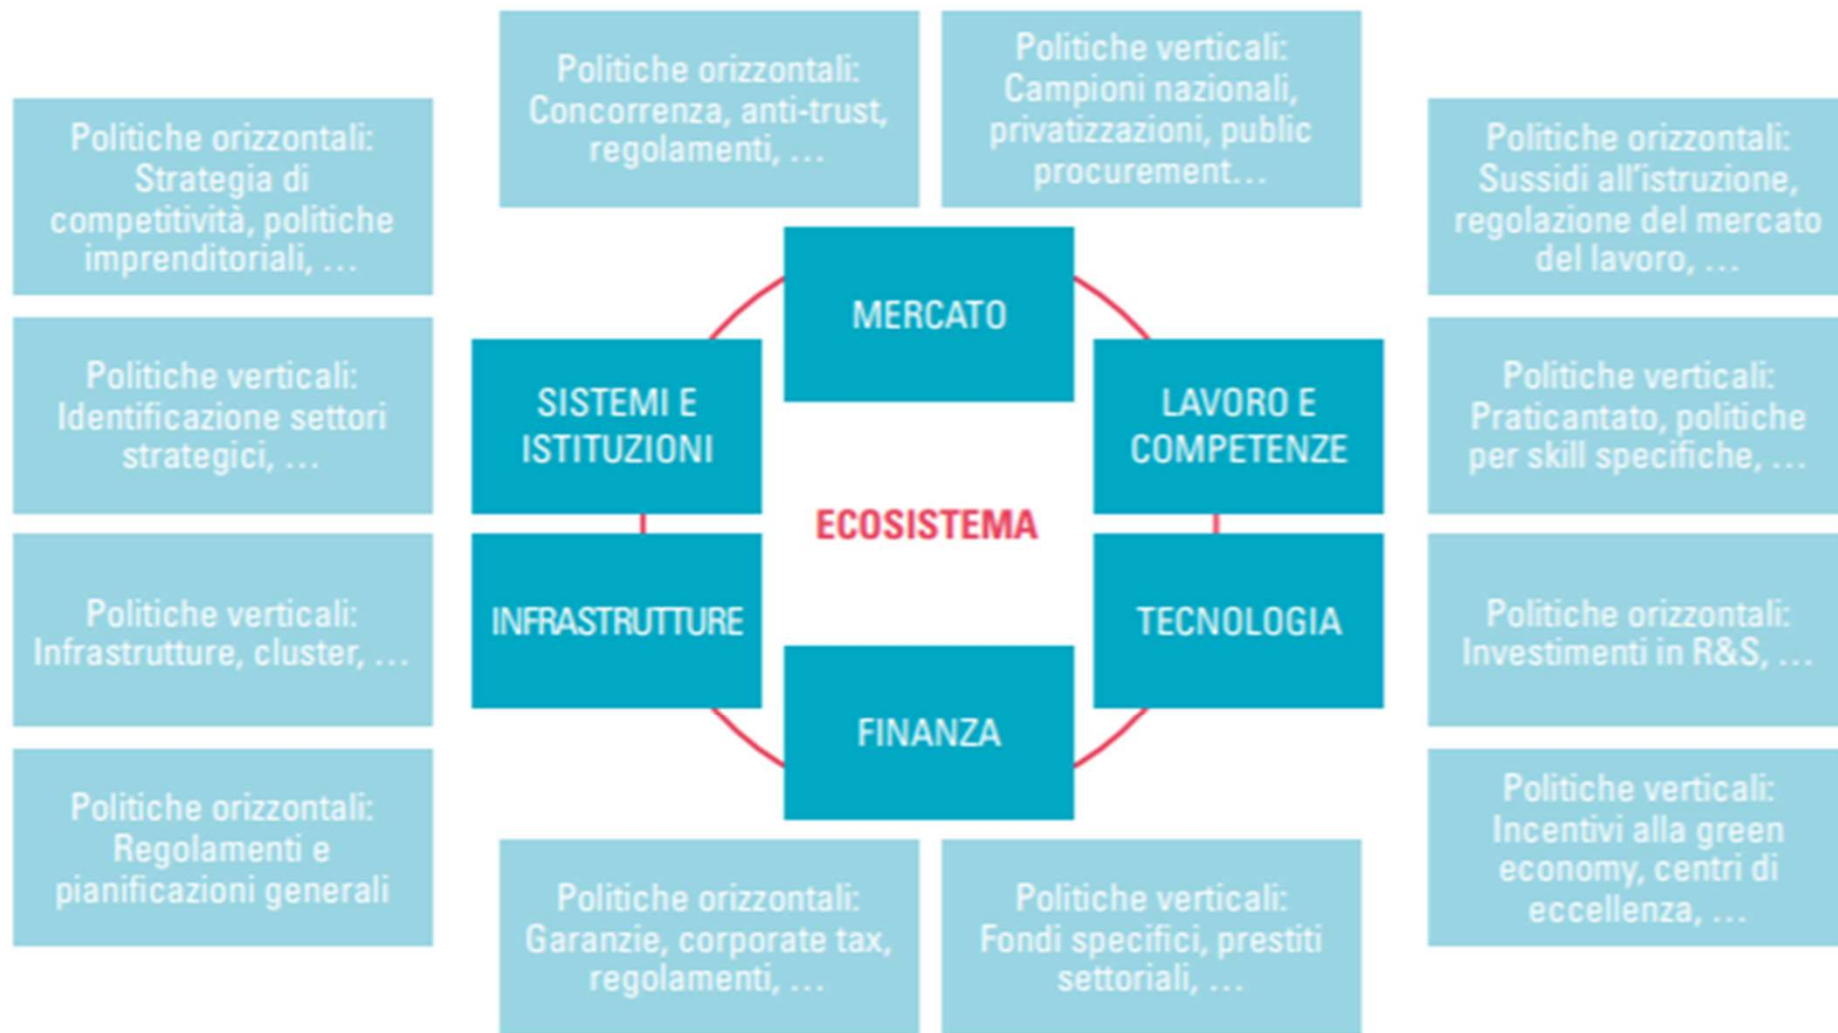 Politiche orizzontali:
Concorrenza, anti-trust,
regolamenti, …
Politiche verticali:
Campioni nazionali,
privatizzazioni, public
procurement…
Politiche orizzontali:
Strategia di
competitività, politiche
imprenditoriali, …
Politiche orizzontali:
Sussidi all'istruzione,
regolazione del mercato
del lavoro, …
MERCATO
Politiche verticali:
Identificazione settori
strategici, …
SISTEMI E
ISTITUZIONI
LAVORO E
COMPETENZE
Politiche verticali:
Praticantato, politiche
per skill specifiche, …
ECOSISTEMA
Politiche verticali:
Infrastrutture, cluster, …
INFRASTRUTTURE
TECNOLOGIA
Politiche orizzontali:
Investimenti in R&S, …
FINANZA
Politiche orizzontali:
Regolamenti e
pianificazioni generali
Politiche verticali:
Incentivi alla green
economy, centri di
eccellenza, …
Politiche orizzontali:
Garanzie, corporate tax,
regolamenti, …
Politiche verticali:
Fondi specifici, prestiti
settoriali, …